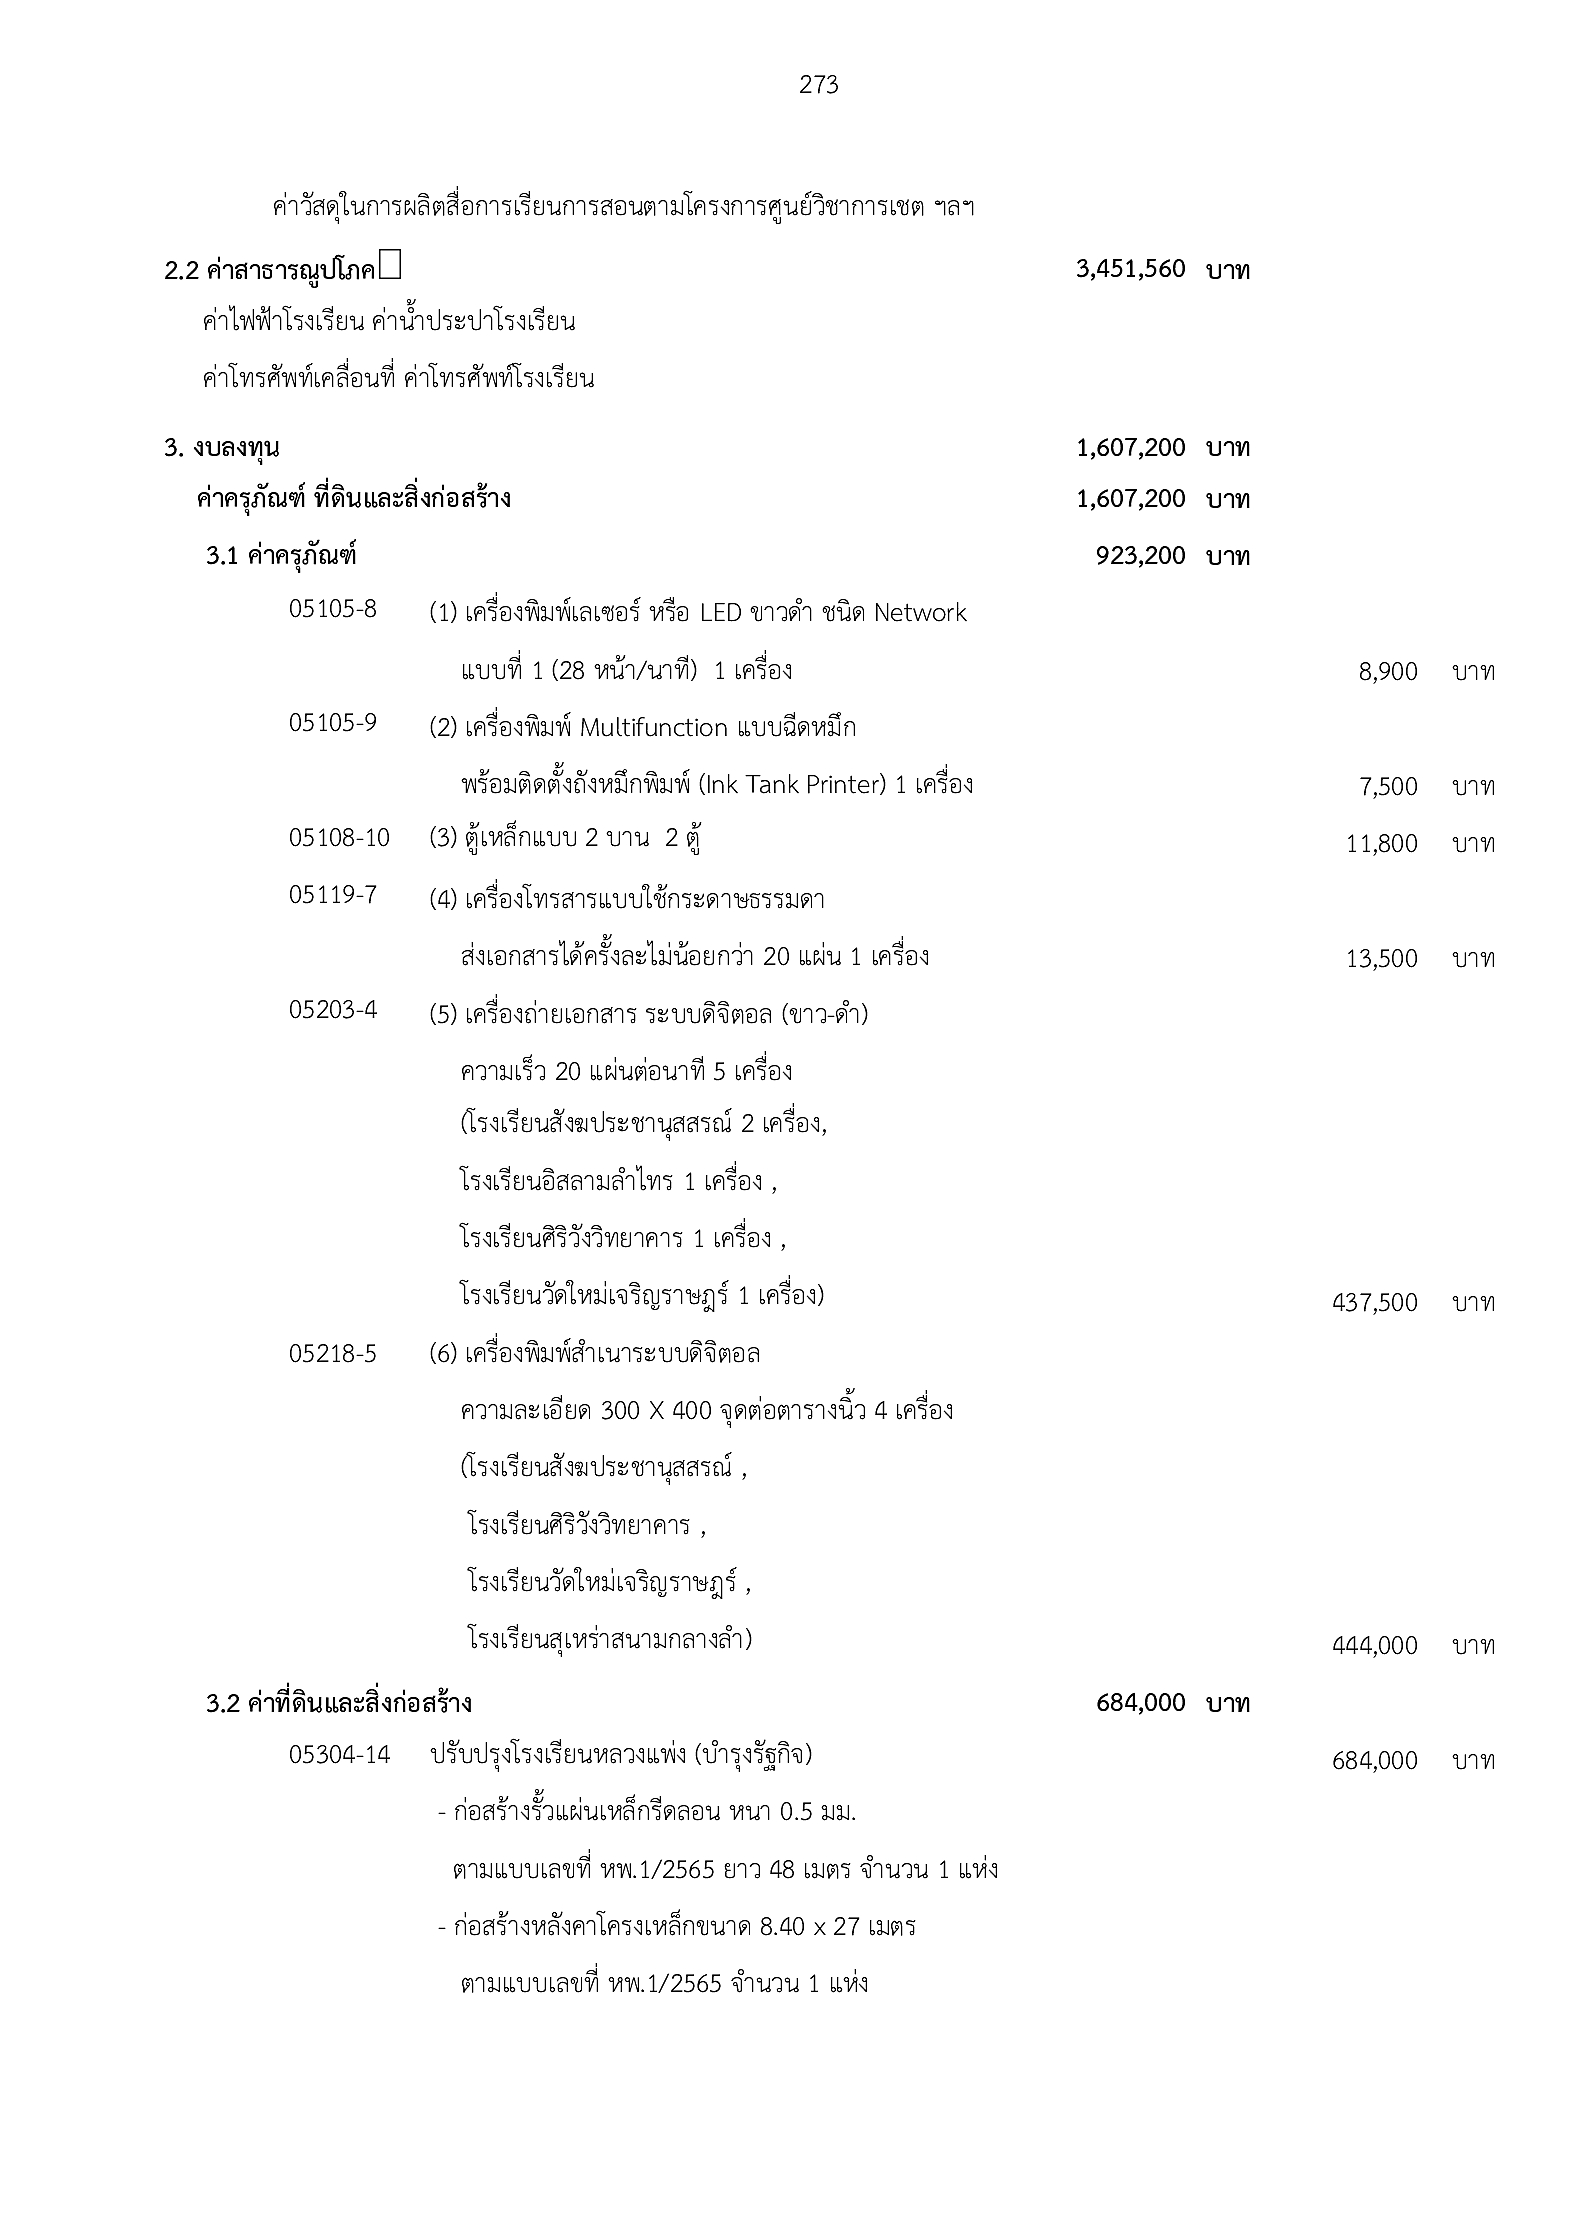 273
ค่าวัสดุในการผลิตสื่อการเรียนการสอนตามโครงการศูนย์วิชาการเขต ฯลฯ
2.2 ค่าสาธารณูปโภค 3,451,560 บาท
ค่าไฟฟ้าโรงเรียน ค่าน้ำประปาโรงเรียน
ค่าโทรศัพท์เคลื่อนที่ ค่าโทรศัพท์โรงเรียน
3. งบลงทุน 1,607,200 บาท
ค่าครุภัณฑ์ ที่ดินและสิ่งก่อสร้าง 1,607,200 บาท
3.1 ค่าครุภัณฑ์ 923,200 บาท
05105-8 (1) เครื่องพิมพ์เลเซอร์ หรือ LED ขาวดำ ชนิด Network
แบบที่ 1 (28 หน้า/นาที) 1 เครื่อง 8,900 บาท
05105-9 (2) เครื่องพิมพ์ Multifunction แบบฉีดหมึก
พร้อมติดตั้งถังหมึกพิมพ์ (Ink Tank Printer) 1 เครื่อง 7,500 บาท
05108-10 (3) ตู้เหล็กแบบ 2 บาน 2 ตู้ 11,800 บาท
05119-7 (4) เครื่องโทรสารแบบใช้กระดาษธรรมดา
ส่งเอกสารได้ครั้งละไม่น้อยกว่า 20 แผ่น 1 เครื่อง 13,500 บาท
05203-4 (5) เครื่องถ่ายเอกสาร ระบบดิจิตอล (ขาว-ดำ)
ความเร็ว 20 แผ่นต่อนาที 5 เครื่อง
(โรงเรียนสังฆประชานุสสรณ์ 2 เครื่อง,
โรงเรียนอิสลามลำไทร 1 เครื่อง ,
โรงเรียนศิริวังวิทยาคาร 1 เครื่อง ,
โรงเรียนวัดใหม่เจริญราษฎร์ 1 เครื่อง) 437,500 บาท
05218-5 (6) เครื่องพิมพ์สำเนาระบบดิจิตอล
ความละเอียด 300 X 400 จุดต่อตารางนิ้ว 4 เครื่อง
(โรงเรียนสังฆประชานุสสรณ์ ,
โรงเรียนศิริวังวิทยาคาร ,
โรงเรียนวัดใหม่เจริญราษฎร์ ,
โรงเรียนสุเหร่าสนามกลางลำ) 444,000 บาท
3.2 ค่าที่ดินและสิ่งก่อสร้าง 684,000 บาท
05304-14 ปรับปรุงโรงเรียนหลวงแพ่ง (บำรุงรัฐกิจ) 684,000 บาท
- ก่อสร้างรั้วแผ่นเหล็กรีดลอน หนา 0.5 มม.
ตามแบบเลขที่ หพ.1/2565 ยาว 48 เมตร จำนวน 1 แห่ง
- ก่อสร้างหลังคาโครงเหล็กขนาด 8.40 x 27 เมตร
ตามแบบเลขที่ หพ.1/2565 จำนวน 1 แห่ง